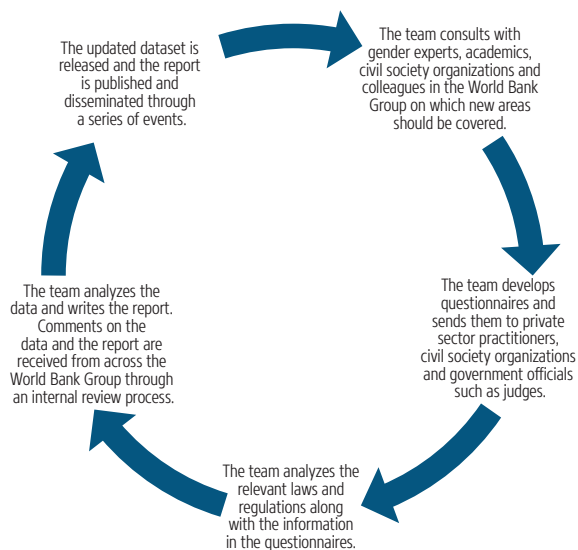 The updated dataset is
released and the report
is published and
disseminated through
a series of events.
The team consults with
gender experts, academics,
civil society organizations and
colleagues in the World Bank
Group on which new areas
should be covered.
The team develops
questionnaires and
sends them to private
sector practitioners,
civil society organizations
and government officials
such as judges.
The team analyzes the
relevant laws and
regulations along
with the information
in the questionnaires.
The team analyzes the
data and writes the report.
Comments on the
data and the report are
received from across the
World Bank Group through
an internal review process.